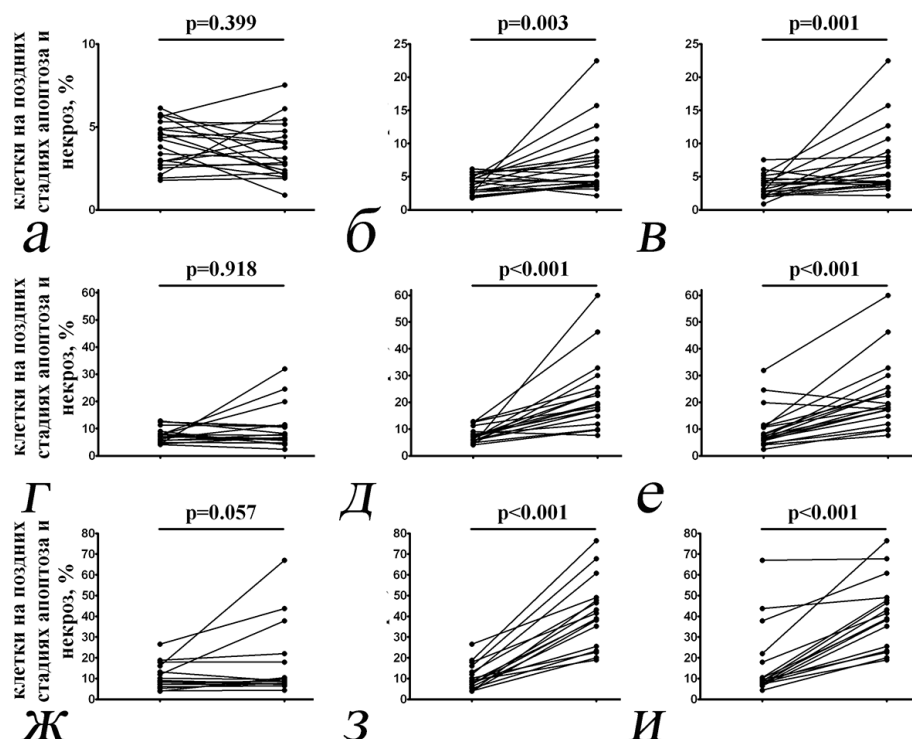 p=0.399
p=0.003
p=0.001
клетки на поздних
стадиях апоптоза и
некроз, %
10
5
0
25
20
15
10
5
0
25
20
15
10
5
0
а
б
в
p=0.918
p<0.001
p<0.001
клетки на поздних
стадиях апоптоза и
некроз, %
60
50
40
30
20
10
0
60
50
40
30
20
10
0
60
50
40
30
20
10
0
г
д
е
p=0.057
p<0.001
p<0.001
клетки на поздних
стадиях апоптоза и
некроз, %
80
70
60
50
40
30
20
10
0
80
70
60
50
40
30
20
10
0
80
70
60
50
40
30
20
10
0
ж
з
и